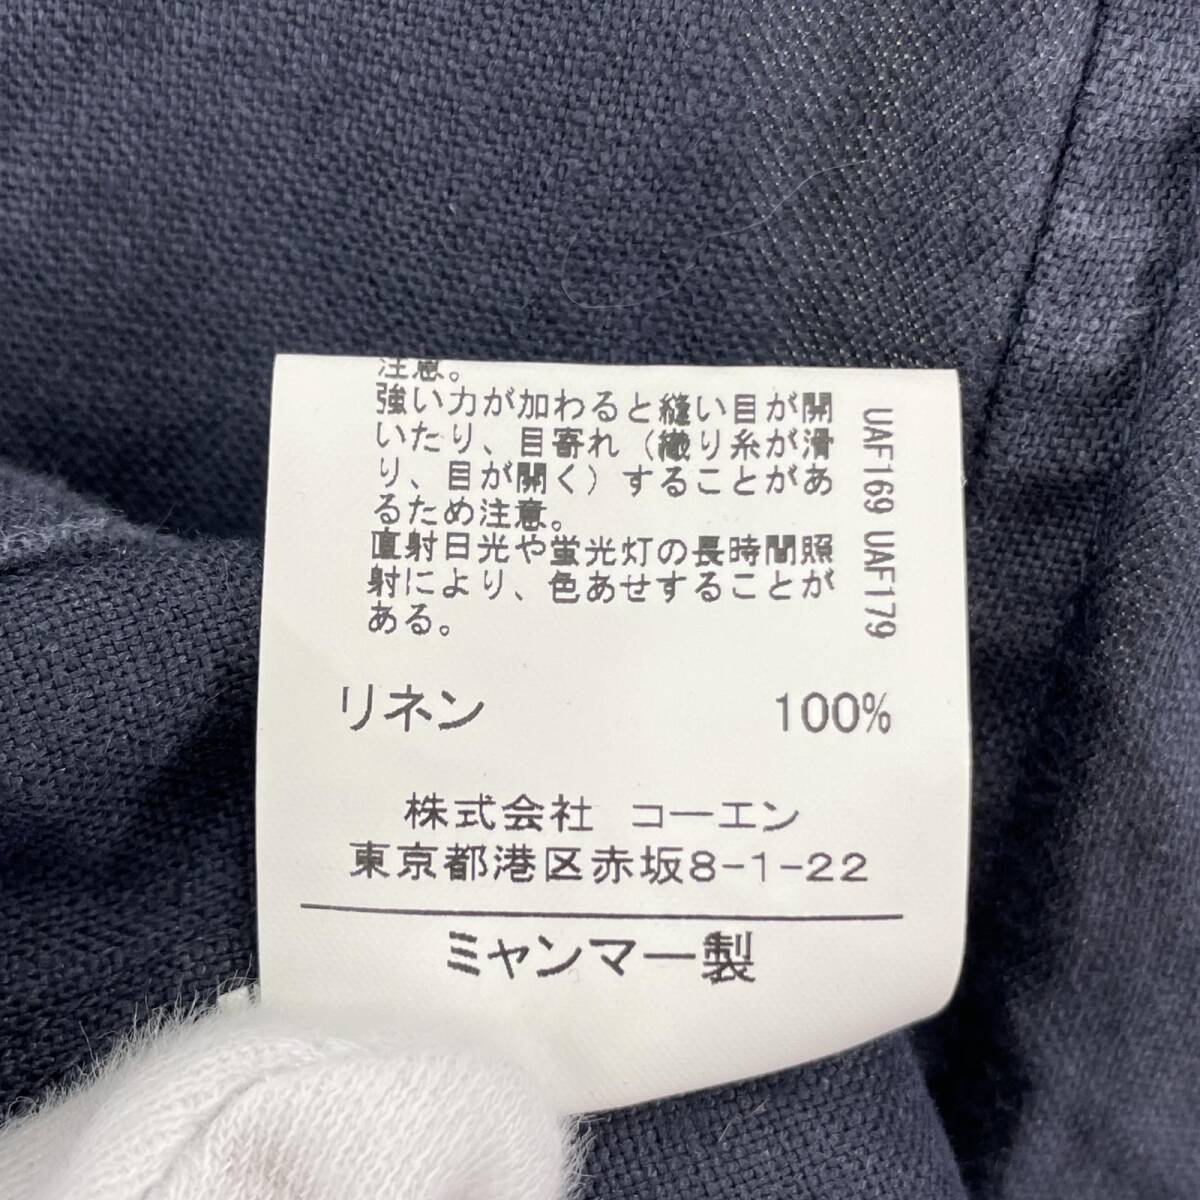 注意。
強い力が加わると縫い目が開
いたり、目寄れ（織り糸が滑
り、目が開く）することがあ
るため注意。
直射日光や蛍光灯の長時間照
射により、色あせすることが
ある。
UAF169 UAF179
リネン 100%
株式会社 コーエン
東京都港区赤坂8-1-22
ミャンマー製